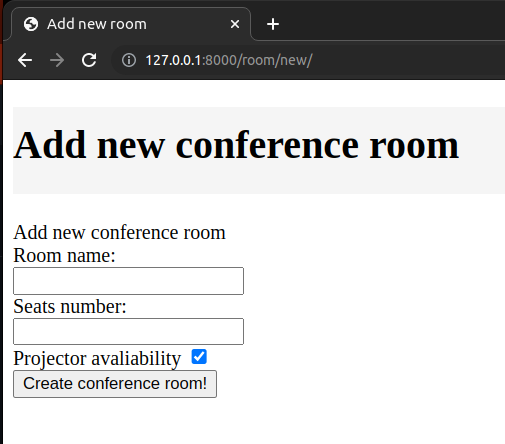 Add new room
127.0.0.1:8000/room/new/
Add new conference room
Add new conference room
Room name:
Seats number:
Projector avaliability
Create conference room!